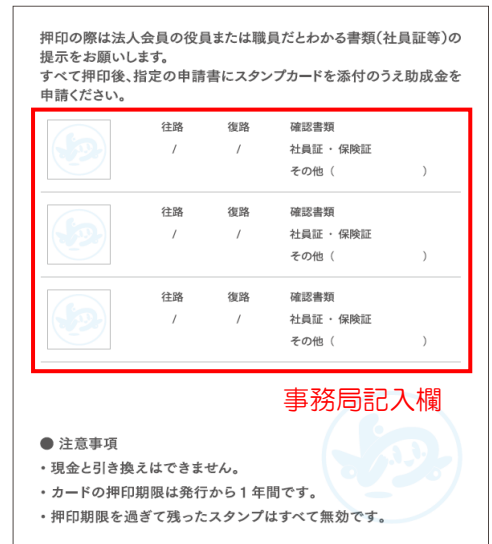 押印の際は法人会員の役員または職員だとわかる書類(社員証等)の
提示をお願いします。
すべて押印後、指定の申請書にスタンプカードを添付のうえ助成金を
申請ください。
往路 復路 確認書類
/ / 社員証 ・ 保険証
その他 ( )
往路 復路 確認書類
/ / 社員証 ・ 保険証
その他 ( )
往路 復路 確認書類
/ / 社員証 ・ 保険証
その他 ( )
事務局記入欄
● 注意事項
・現金と引き換えはできません。
・カードの押印期限は発行から1年間です。
・押印期限を過ぎて残ったスタンプはすべて無効です。